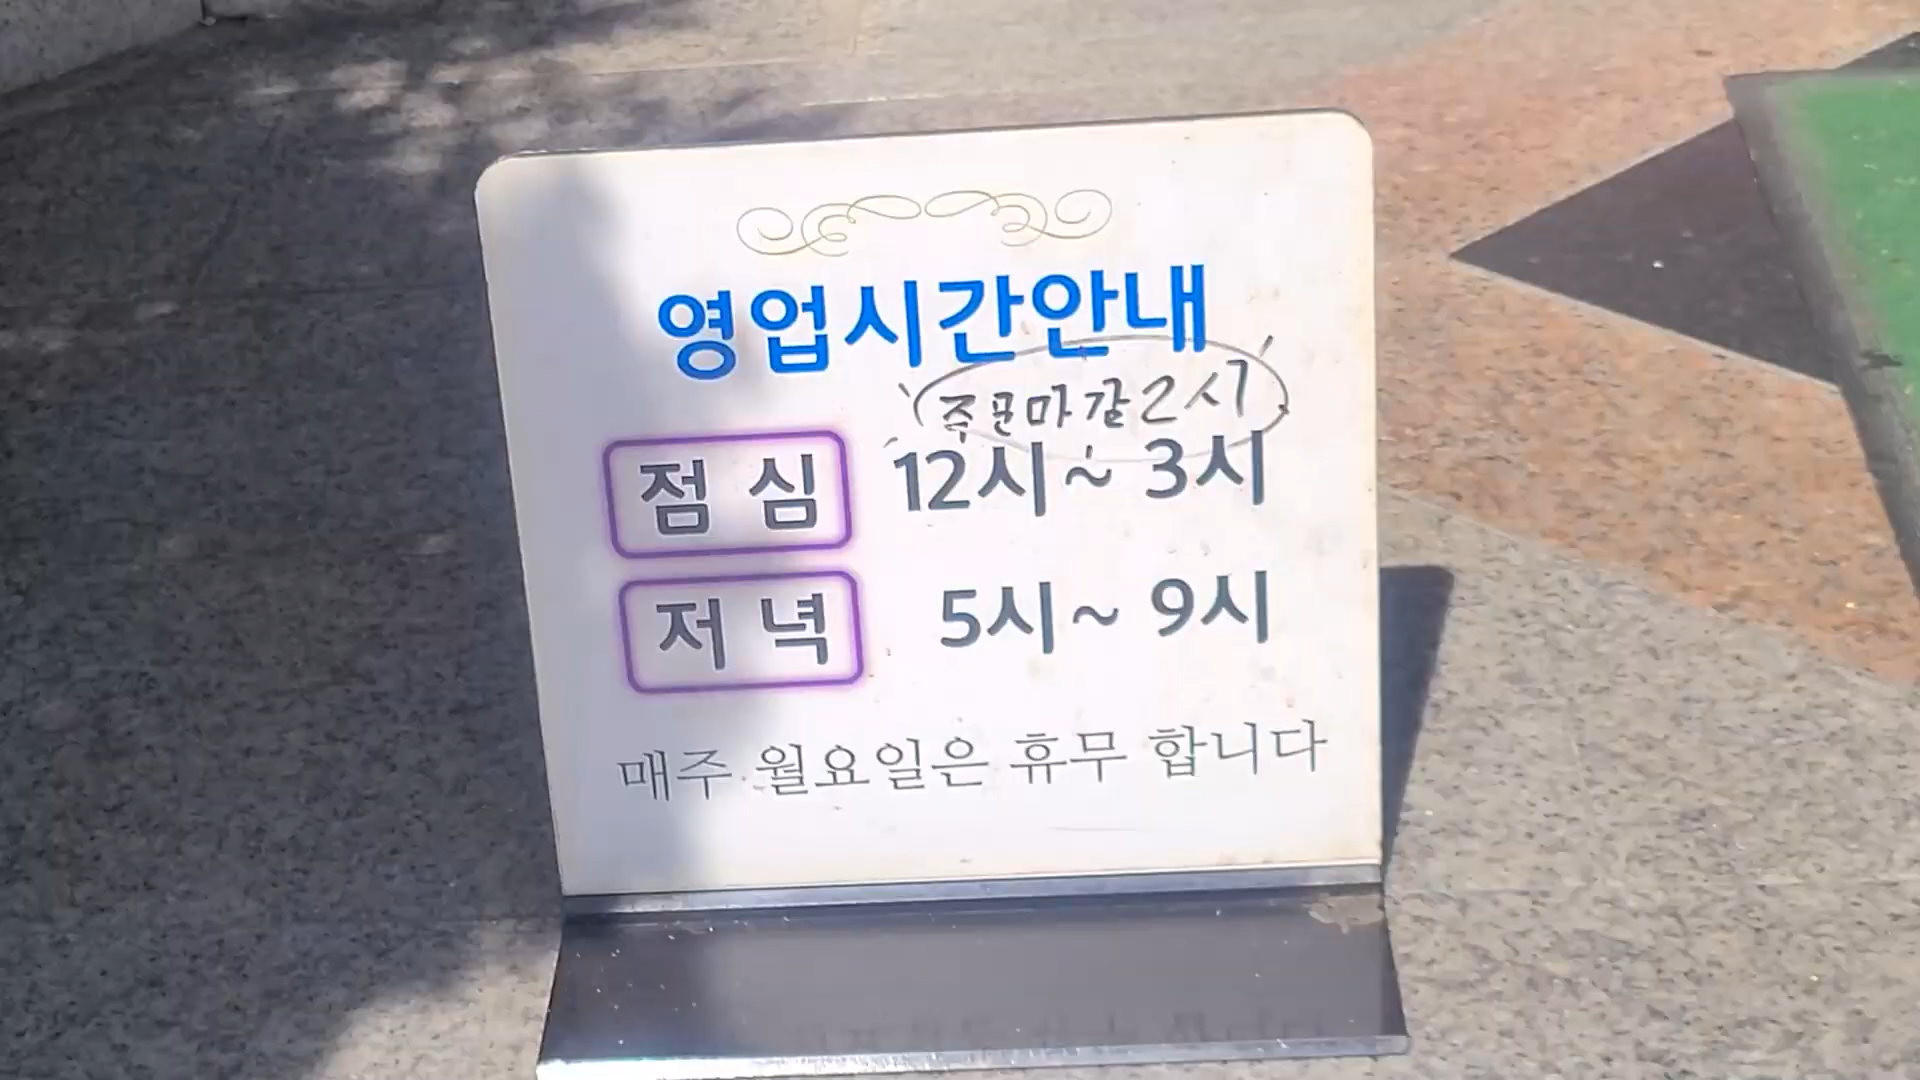 영업시간안내
주문마감2시
점 심 12시~ 3시
저 녁 5시~ 9시
매주 월요일은 휴무 합니다